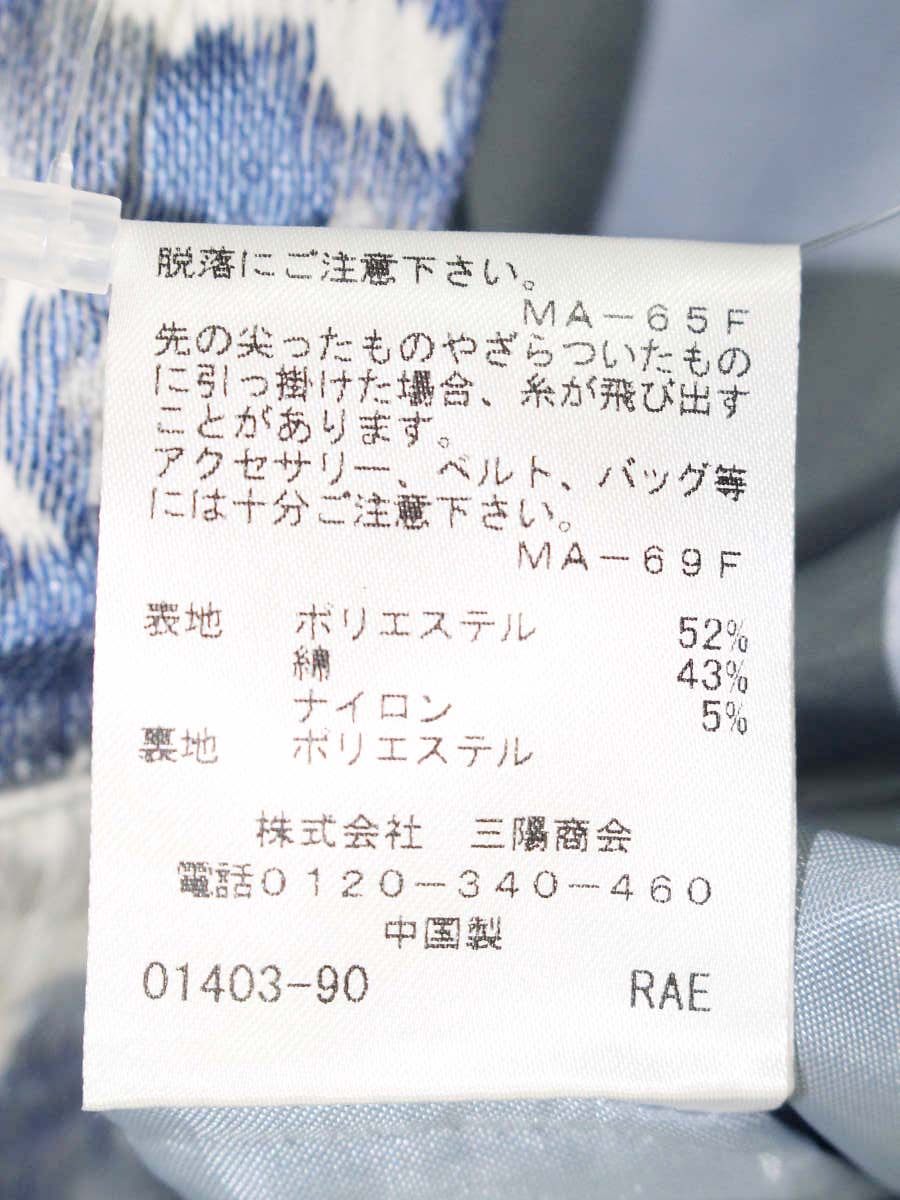 脱落にご注意下さい。
MA−65F
先の尖ったものやざらついたもの
に引っ掛けた場合、糸が飛び出す
ことがあります。
アクセサリー、ベルト、バッグ等
には十分ご注意下さい。
MA−69F
表地 ポリエステル 52%
綿 43%
ナイロン 5%
裏地 ポリエステル
株式会社 三陽商会
電話0120−340−460
中国製
01403-90 RAE